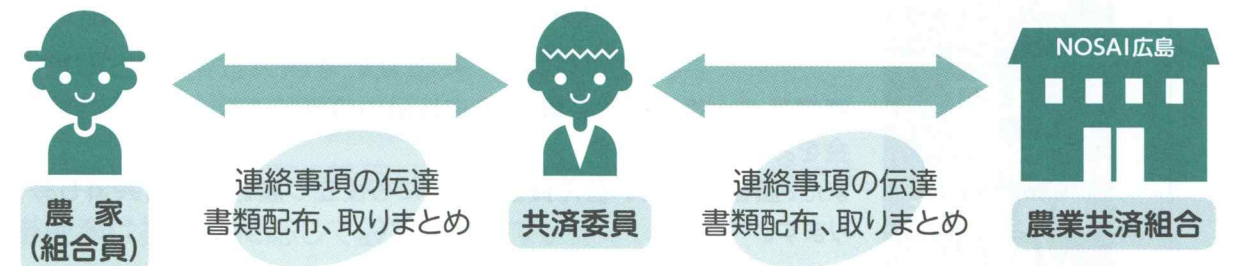 NOSAI広島
連絡事項の伝達
書類配布、取りまとめ
連絡事項の伝達
書類配布、取りまとめ
農 家
(組合員)
共済委員
農業共済組合